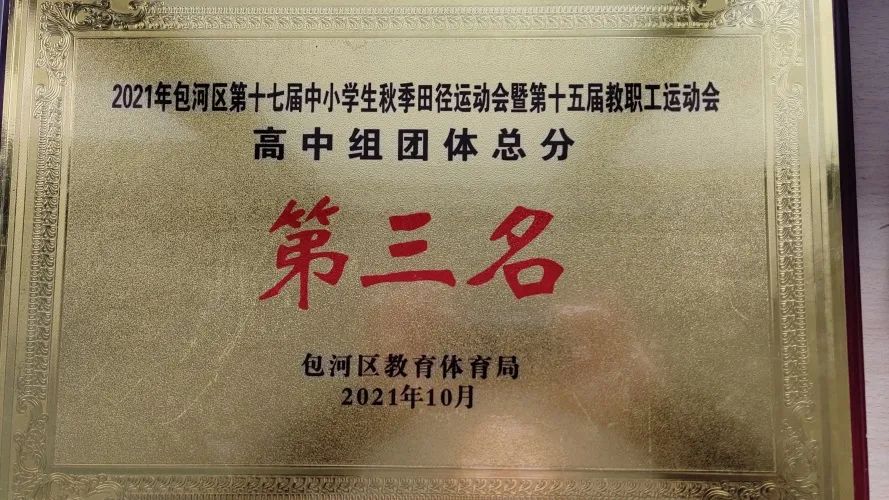 2021年包河区第十七届中小学生秋季田径运动会暨第十五届教职工运动会
高中组团体总分
第三名
包河区教育体育局
2021年10月